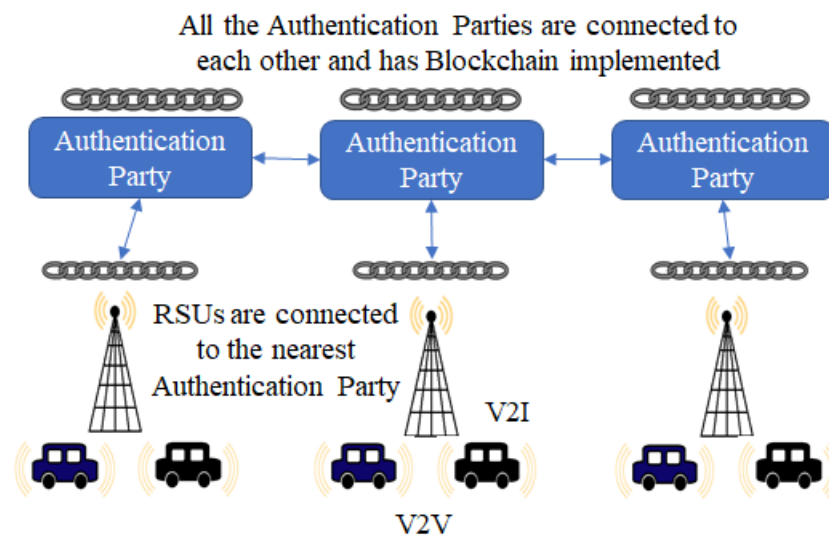 All the Authentication Parties are connected to
each other and has Blockchain implemented
Authentication
Party
Authentication
Party
Authentication
Party
RSUs are connected
to the nearest
Authentication Party
V2I
V2V